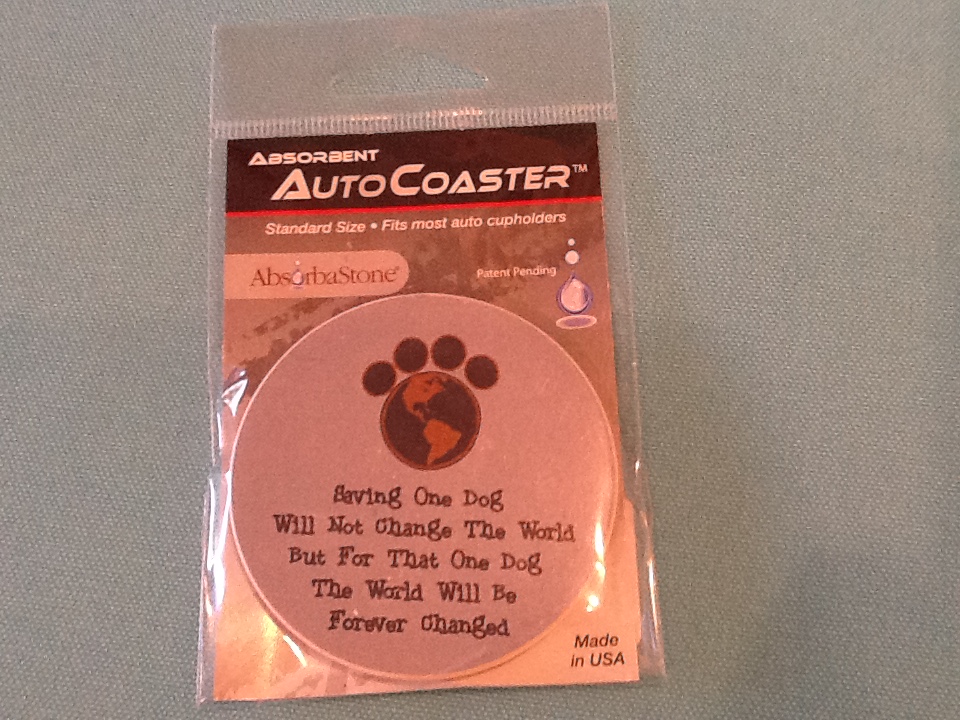 ABSORBENT
AUTOCOASTER™
Standard Size • Fits most auto cupholders
AbsorbaStone®
Patent Pending
Saving One Dog
Will Not Change The World
But For That One Dog
The World Will Be
Forever Changed
Made
in USA